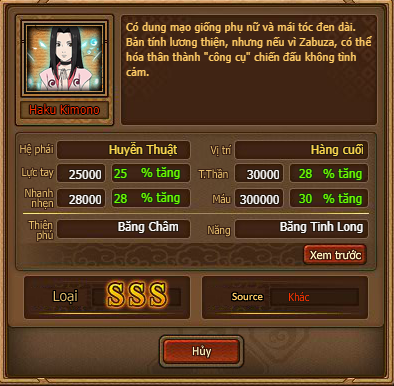 Có dung mạo giống phụ nữ và mái tóc đen dài.
Bản tính lương thiện, nhưng nếu vì Zabuza, có thể
hóa thân thành "công cụ" chiến đấu không tình
cảm.
Haku Kimono
Hệ phái Huyễn Thuật Vị trí Hàng cuối
Lực tay 25000 25 % tăng T.Thần 30000 28 % tăng
Nhanh nhẹn 28000 28 % tăng Máu 300000 30 % tăng
Thiên phú Băng Châm Năng Băng Tinh Long
Xem trước
Loại SSS Source Khác
Hủy